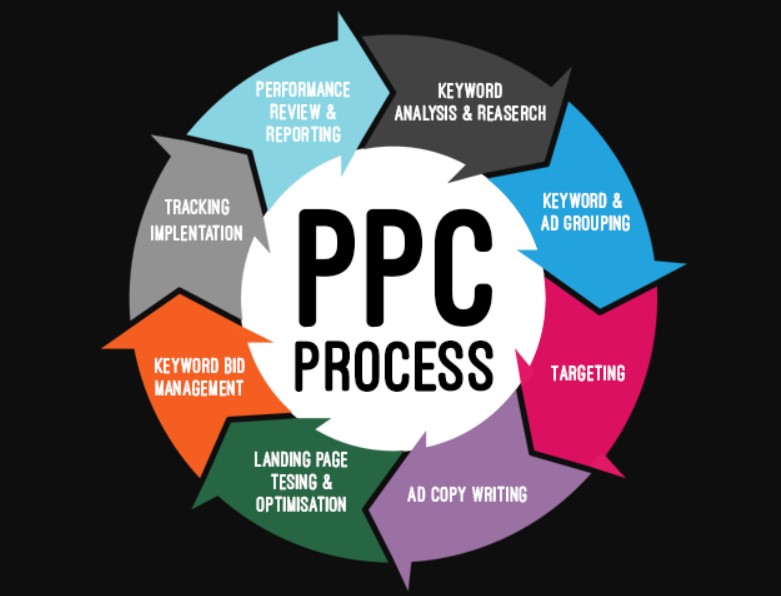 PPC
PROCESS
KEYWORD
ANALYSIS & REASERCH
KEYWORD &
AD GROUPING
TARGETING
AD COPY WRITING
LANDING PAGE
TESING &
OPTIMISATION
KEYWORD BID
MANAGEMENT
TRACKING
IMPLENTATION
PERFORMANCE
REVIEW &
REPORTING